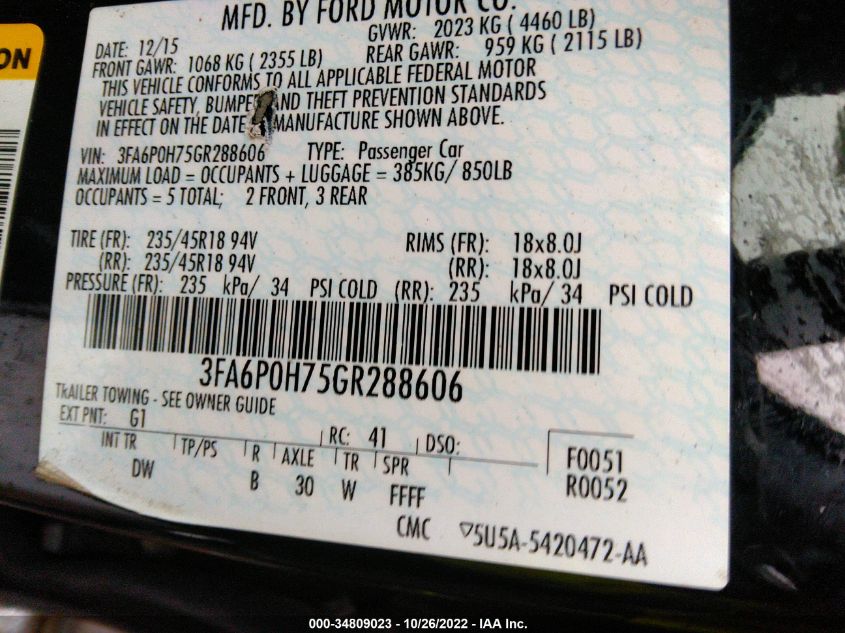 MFD. BY FORD MOTOR CO.
DATE: 12/15 GVWR: 2023 KG ( 4460 LB)
FRONT GAWR: 1068 KG ( 2355 LB) REAR GAWR: 959 KG ( 2115 LB)
THIS VEHICLE CONFORMS TO ALL APPLICABLE FEDERAL MOTOR
VEHICLE SAFETY, BUMPER AND THEFT PREVENTION STANDARDS
IN EFFECT ON THE DATE MANUFACTURE SHOWN ABOVE.
VIN: 3FA6P0H75GR288606 TYPE: Passenger Car
MAXIMUM LOAD = OCCUPANTS + LUGGAGE = 385KG/ 850LB
OCCUPANTS = 5 TOTAL; 2 FRONT, 3 REAR
TIRE (FR): 235/45R18 94V RIMS (FR): 18x8.0J
(RR): 235/45R18 94V (RR): 18x8.0J
PRESSURE (FR): 235 kPa/ 34 PSI COLD (RR): 235 kPa/ 34 PSI COLD
3FA6P0H75GR288606
TRAILER TOWING - SEE OWNER GUIDE
EXT PNT: G1 RC: 41 DSO:
INT TR TP/PS R AXLE TR SPR F0051
DW B 30 W FFFF R0052
CMC ▽5U5A-5420472-AA
ON
000-34809023 - 10/26/2022 - IAA Inc.